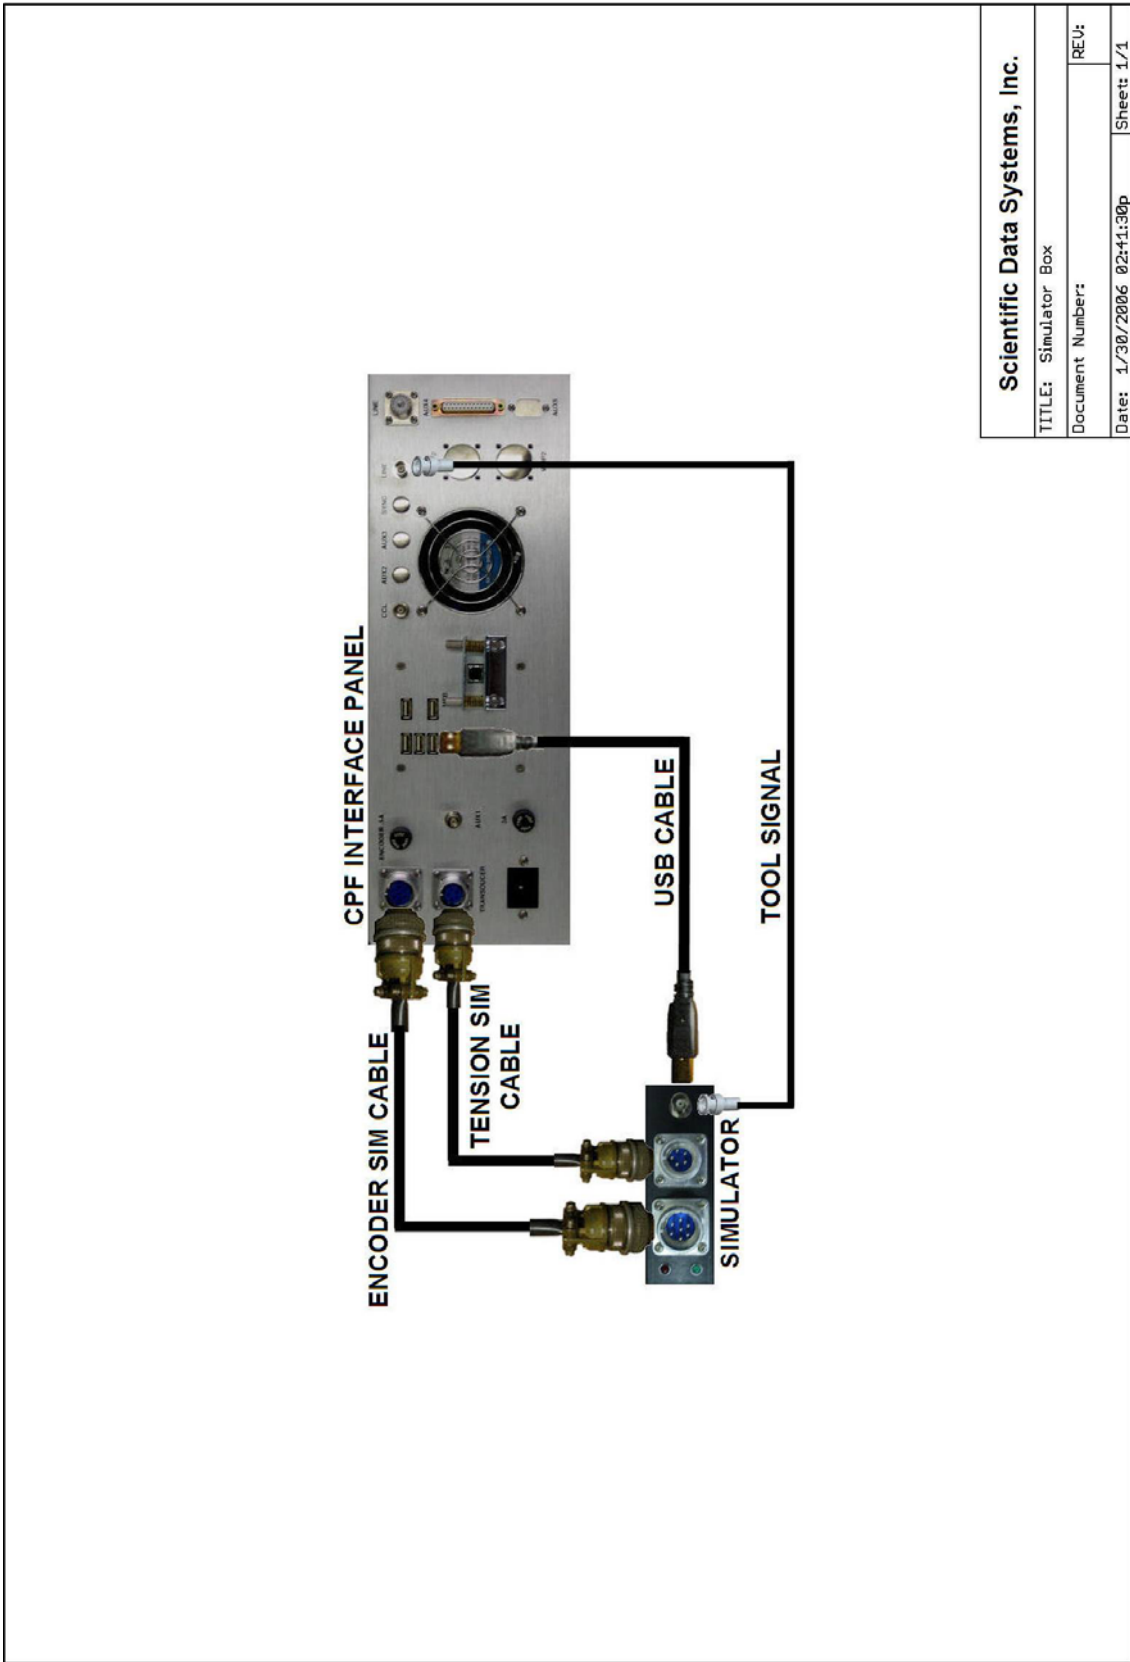 CPF INTERFACE PANEL
ENCODER SIM CABLE
TENSION SIM
CABLE
ENCODER
TRANSDUCER
AUX1
CCL
AUX2
AUX3
SYNC
LINE
LINE
AUX4
AUX5
USB CABLE
SIMULATOR
TOOL SIGNAL
Scientific Data Systems, Inc.
TITLE: Simulator Box
Document Number:
REV:
Date: 1/30/2006 02:41:30p
Sheet: 1/1